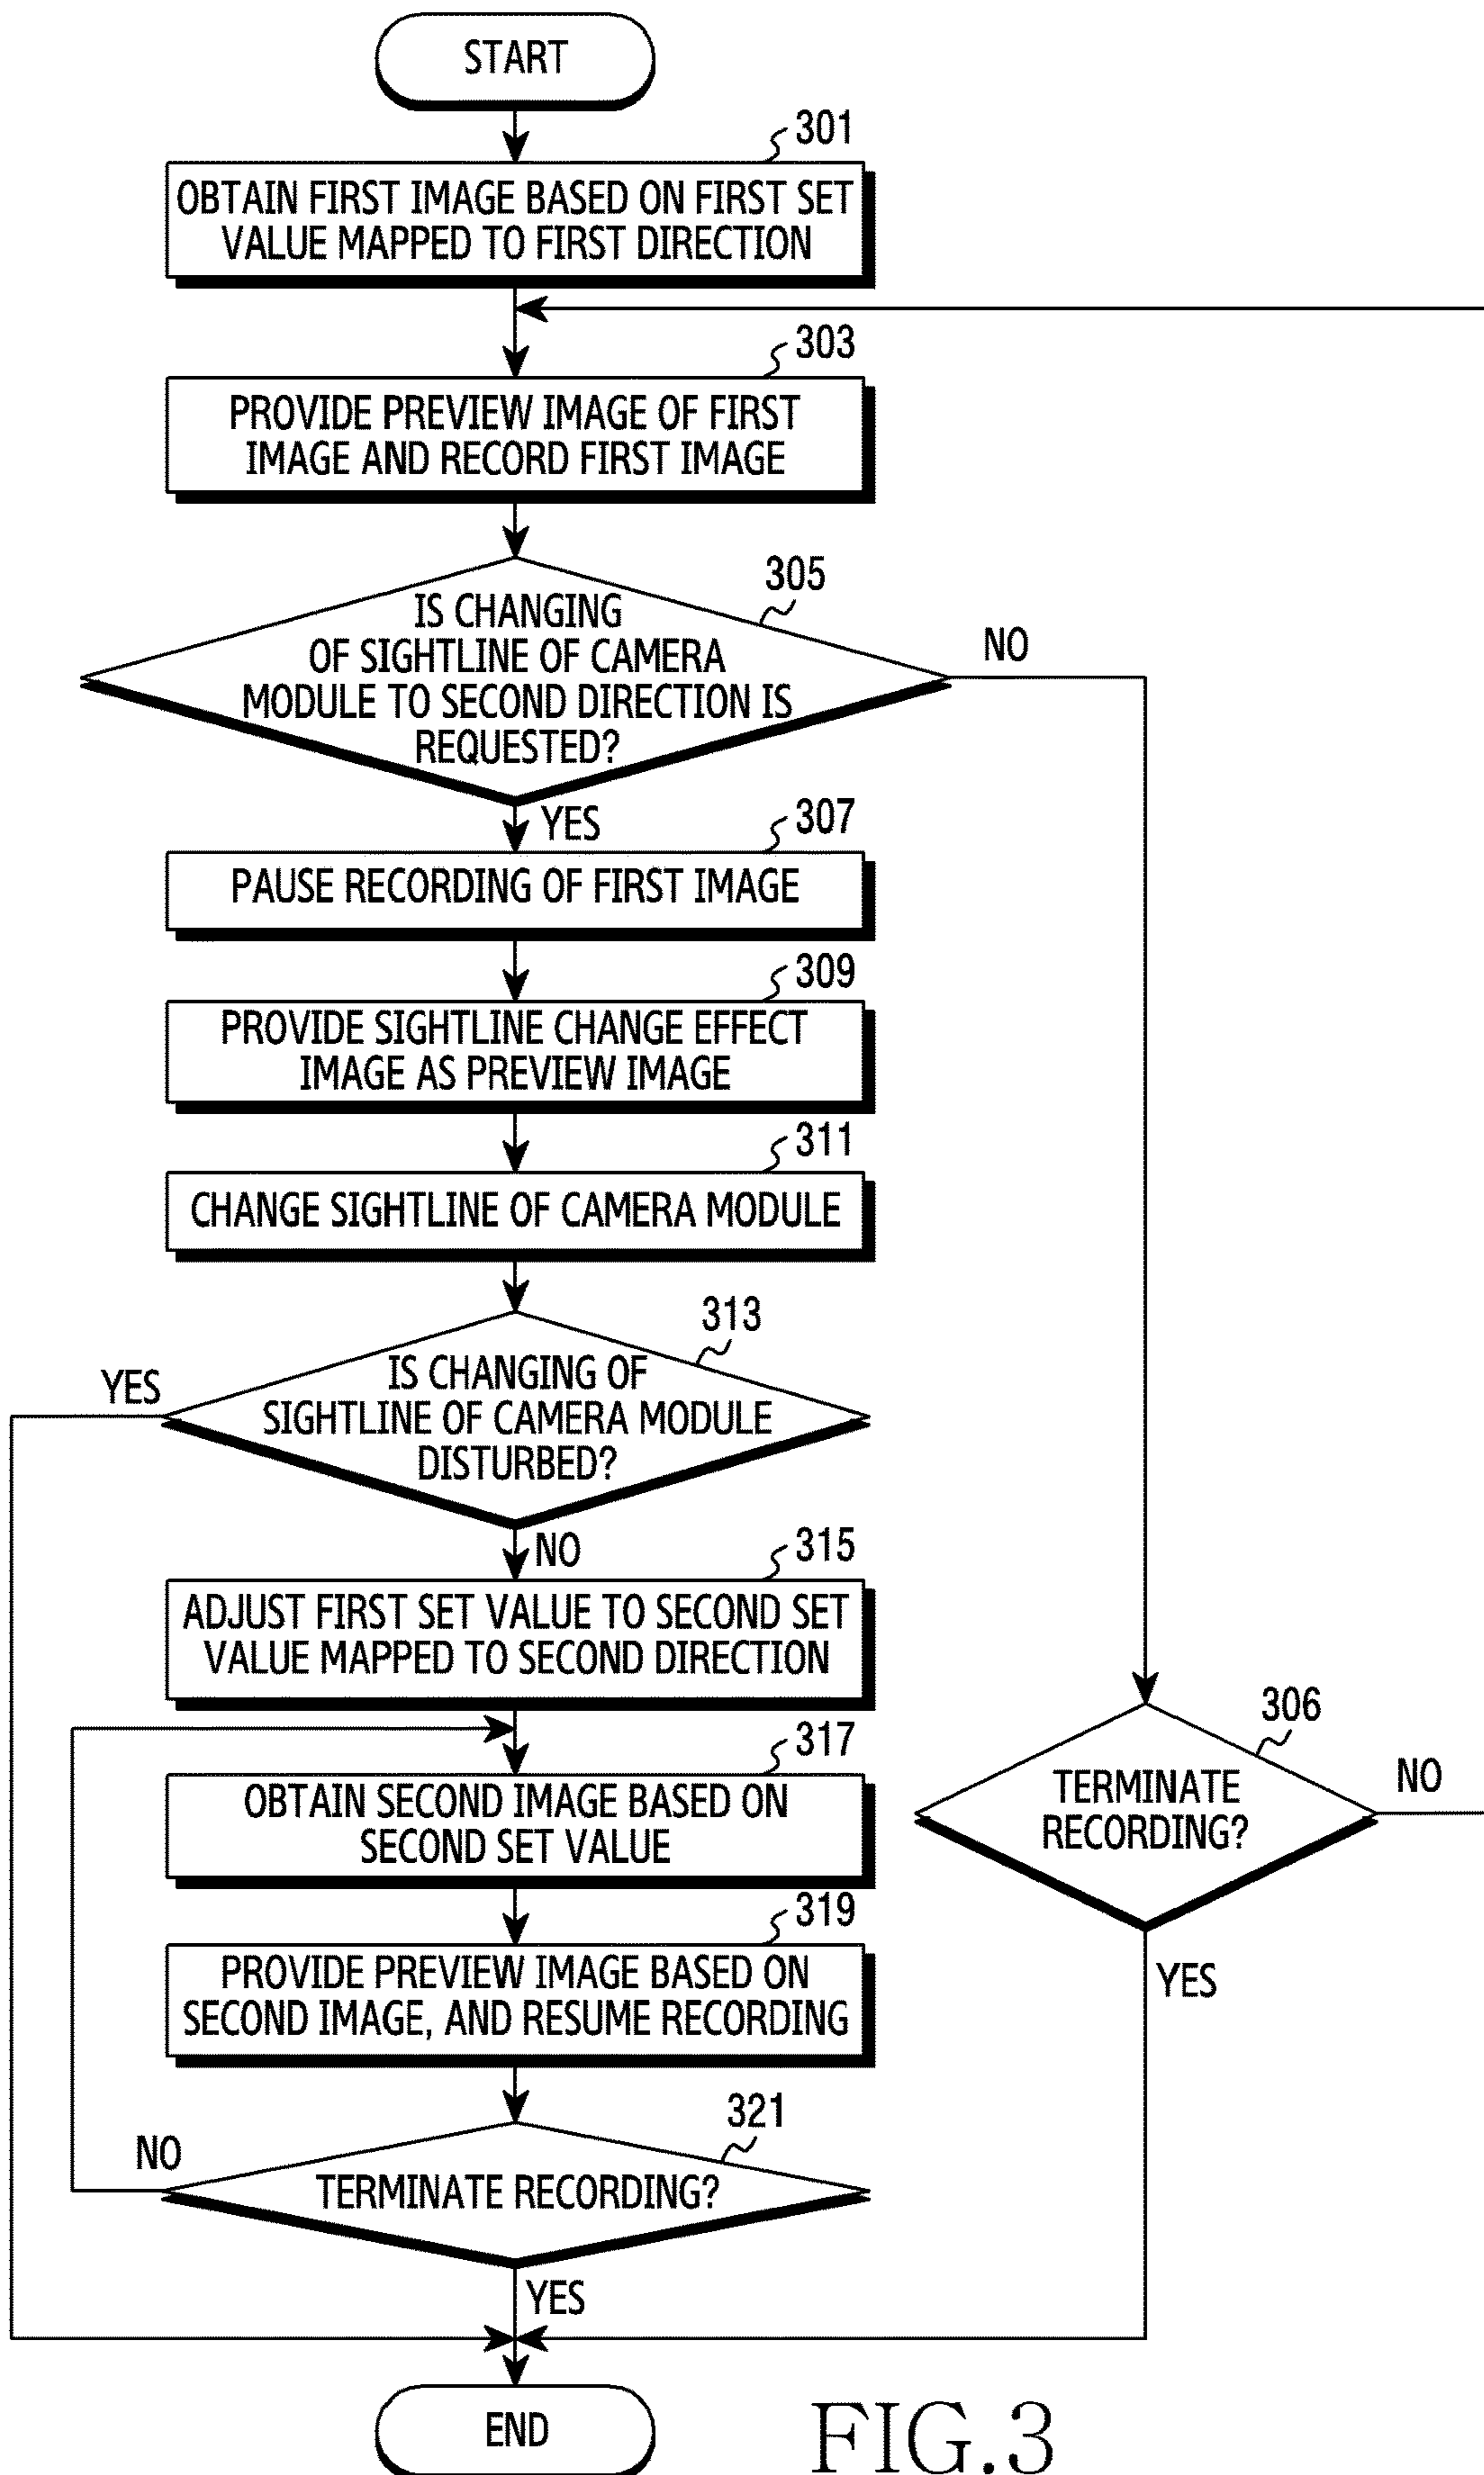 START
301
OBTAIN FIRST IMAGE BASED ON FIRST SET
VALUE MAPPED TO FIRST DIRECTION
303
PROVIDE PREVIEW IMAGE OF FIRST
IMAGE AND RECORD FIRST IMAGE
305
IS CHANGING
OF SIGHTLINE OF CAMERA
MODULE TO SECOND DIRECTION IS
REQUESTED?
NO
YES
307
PAUSE RECORDING OF FIRST IMAGE
309
PROVIDE SIGHTLINE CHANGE EFFECT
IMAGE AS PREVIEW IMAGE
311
CHANGE SIGHTLINE OF CAMERA MODULE
313
IS CHANGING OF
SIGHTLINE OF CAMERA MODULE
DISTURBED?
YES
NO
315
ADJUST FIRST SET VALUE TO SECOND SET
VALUE MAPPED TO SECOND DIRECTION
306
TERMINATE
RECORDING?
NO
YES
317
OBTAIN SECOND IMAGE BASED ON
SECOND SET VALUE
319
PROVIDE PREVIEW IMAGE BASED ON
SECOND IMAGE, AND RESUME RECORDING
321
TERMINATE RECORDING?
NO
YES
END
FIG.3